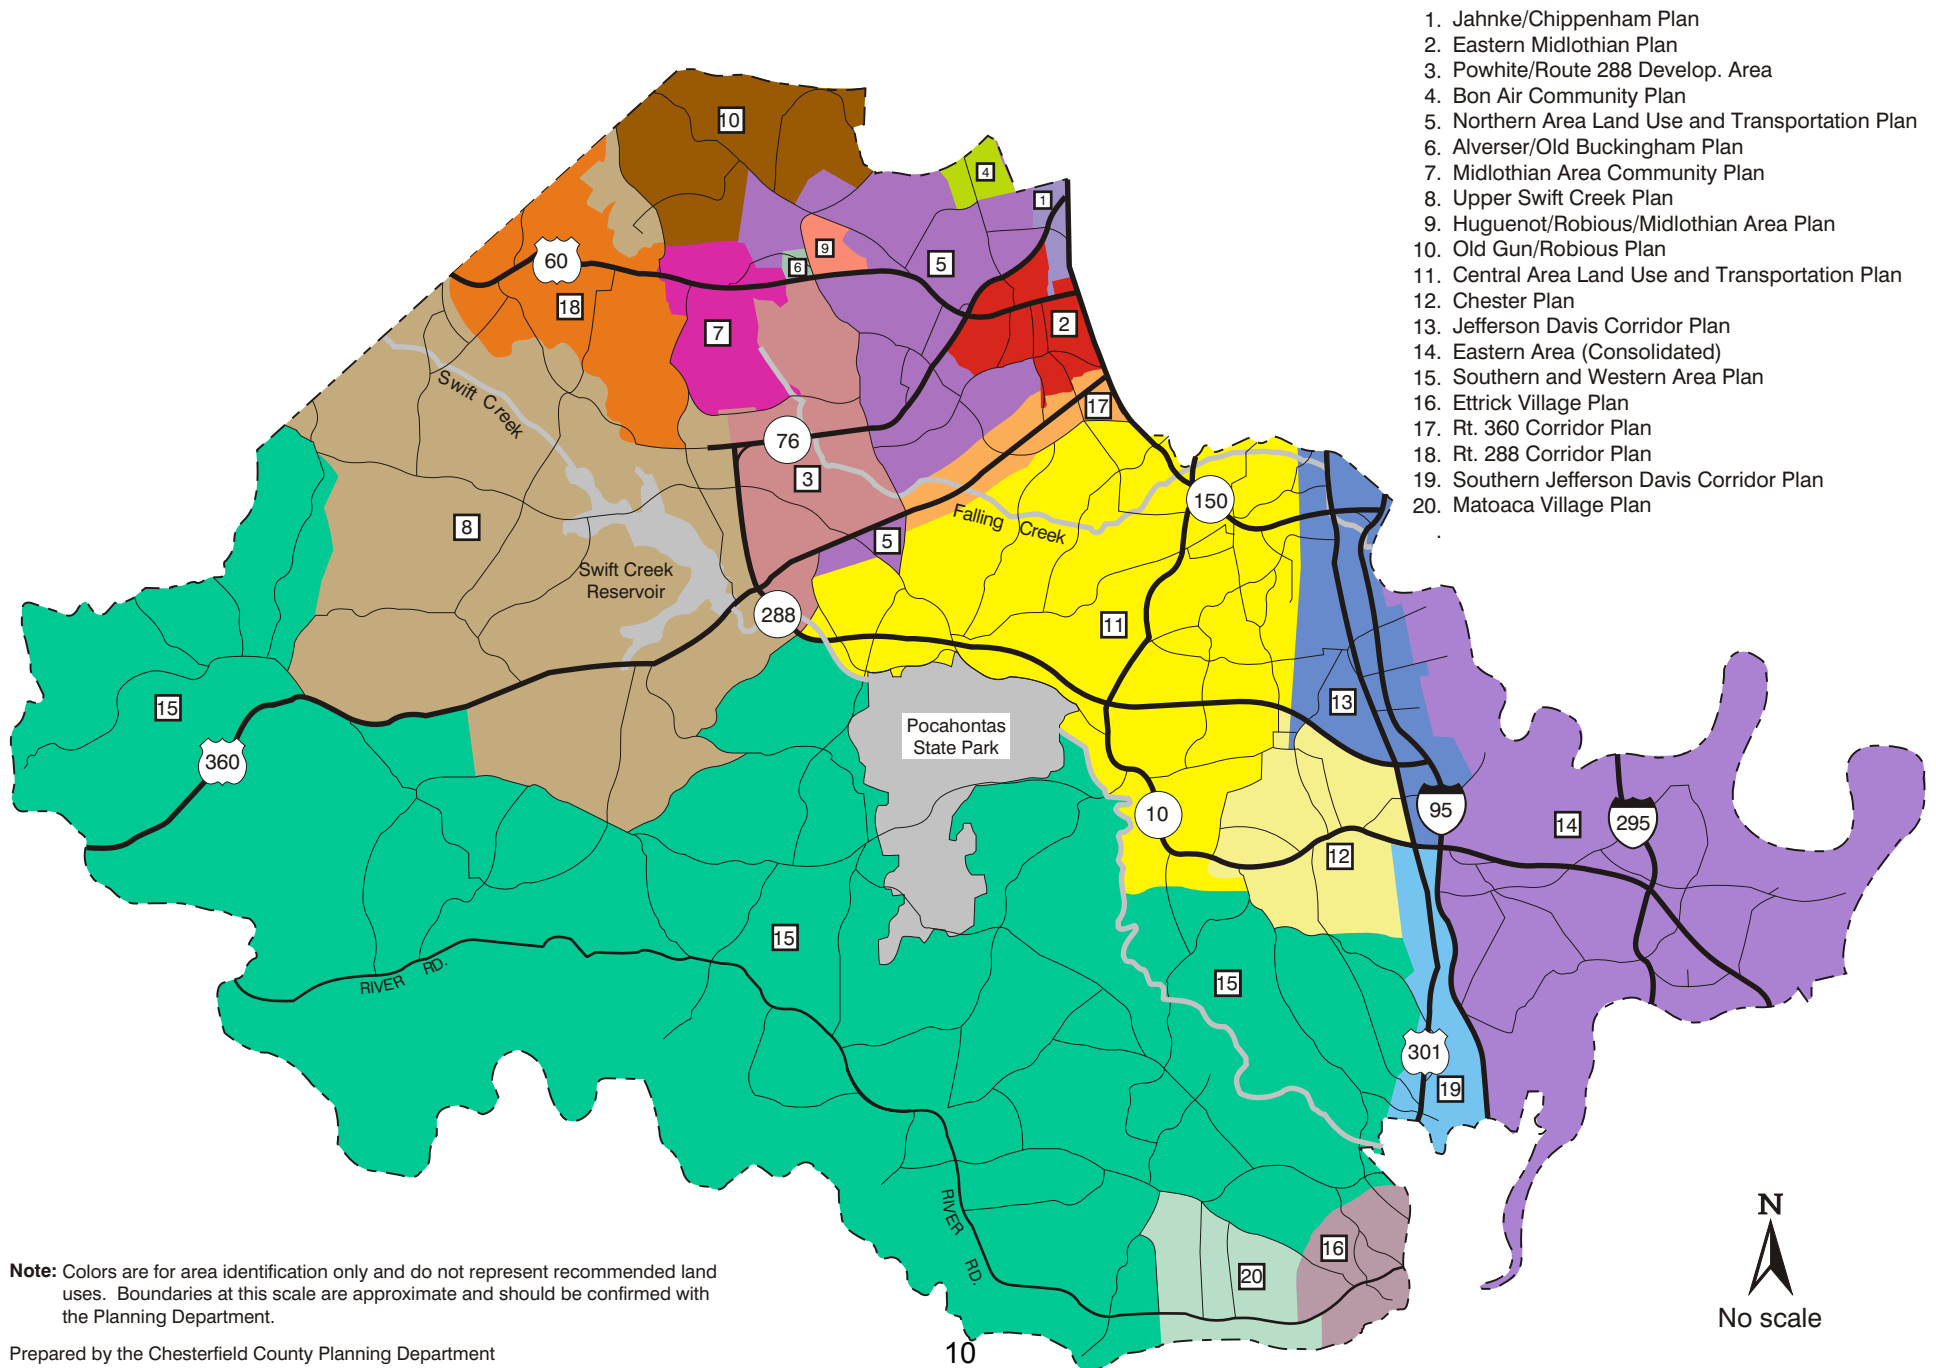 1. Jahnke/Chippenham Plan
2. Eastern Midlothian Plan
3. Powhite/Route 288 Develop. Area
4. Bon Air Community Plan
5. Northern Area Land Use and Transportation Plan
6. Alverser/Old Buckingham Plan
7. Midlothian Area Community Plan
8. Upper Swift Creek Plan
9. Huguenot/Robious/Midlothian Area Plan
10. Old Gun/Robious Plan
11. Central Area Land Use and Transportation Plan
12. Chester Plan
13. Jefferson Davis Corridor Plan
14. Eastern Area (Consolidated)
15. Southern and Western Area Plan
16. Ettrick Village Plan
17. Rt. 360 Corridor Plan
18. Rt. 288 Corridor Plan
19. Southern Jefferson Davis Corridor Plan
20. Matoaca Village Plan
.
10
4
1
9
60
6
5
18
2
7
Swift Creek
17
76
3
150
8
Falling Creek
5
Swift Creek
Reservoir
288
11
13
15
Pocahontas
State Park
360
95
10
14
295
12
15
RIVER RD.
15
301
19
RIVER RD.
16
20
N
No scale
Note: Colors are for area identification only and do not represent recommended land
uses. Boundaries at this scale are approximate and should be confirmed with
the Planning Department.
Prepared by the Chesterfield County Planning Department
10